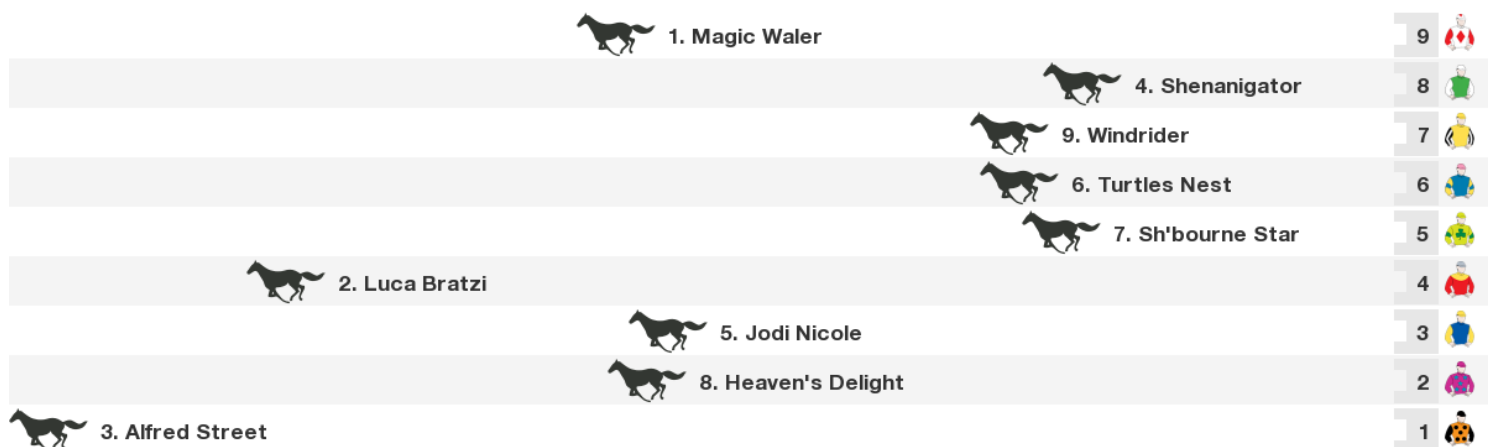 1. Magic Waler 9
4. Shenanigator 8
9. Windrider 7
6. Turtles Nest 6
7. Sh'bourne Star 5
2. Luca Bratzi 4
5. Jodi Nicole 3
8. Heaven's Delight 2
3. Alfred Street 1